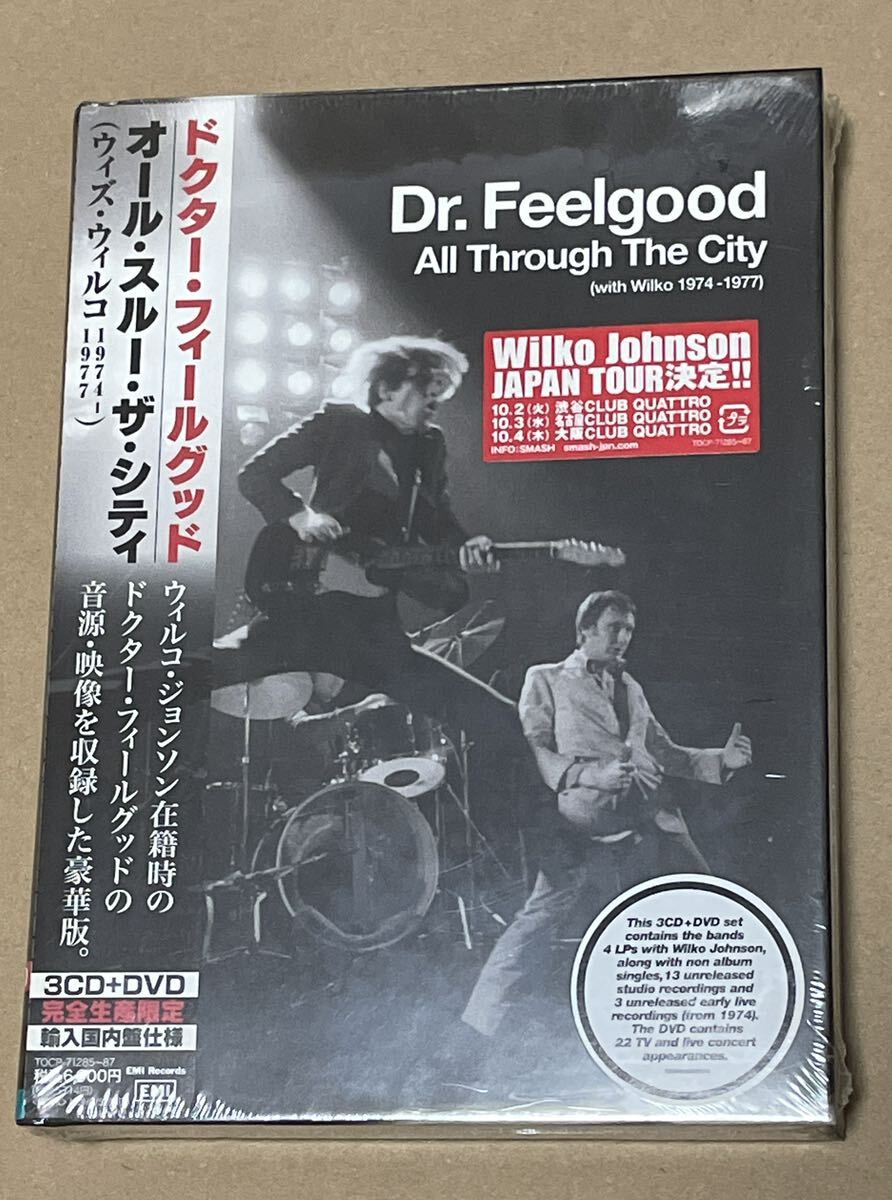 ドクター・フィールグッド
オール・スルー・ザ・シティ
(ウィズ・ウィルコ 1974-1977)
ウィルコ・ジョンソン在籍時の
ドクター・フィールグッドの
音源・映像を収録した豪華版。
3CD+DVD
完全生産限定
輸入国内盤仕様
TOCP-71285~87
EMI Records
EMI
Dr. Feelgood
All Through The City
(with Wilko 1974-1977)
Wilko Johnson
JAPAN TOUR決定!!
10.2(火) 渋谷CLUB QUATTRO
10.3(水) 名古屋CLUB QUATTRO
10.4(木) 大阪CLUB QUATTRO
プラ
INFO:SMASH smash-jpn.com
TOCP-71285~87
This 3CD+DVD set
contains the bands
4 LPs with Wilko Johnson,
along with non album
singles, 13 unreleased
studio recordings and
3 unreleased early live
recordings (from 1974).
The DVD contains
22 TV and live concert
appearances.